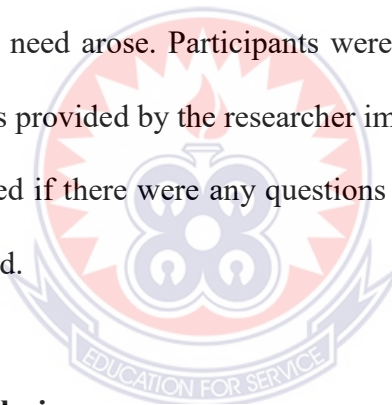 need arose. Participants were
s provided by the researcher im
ed if there were any questions
d.
EDUCATION FOR SERVICE